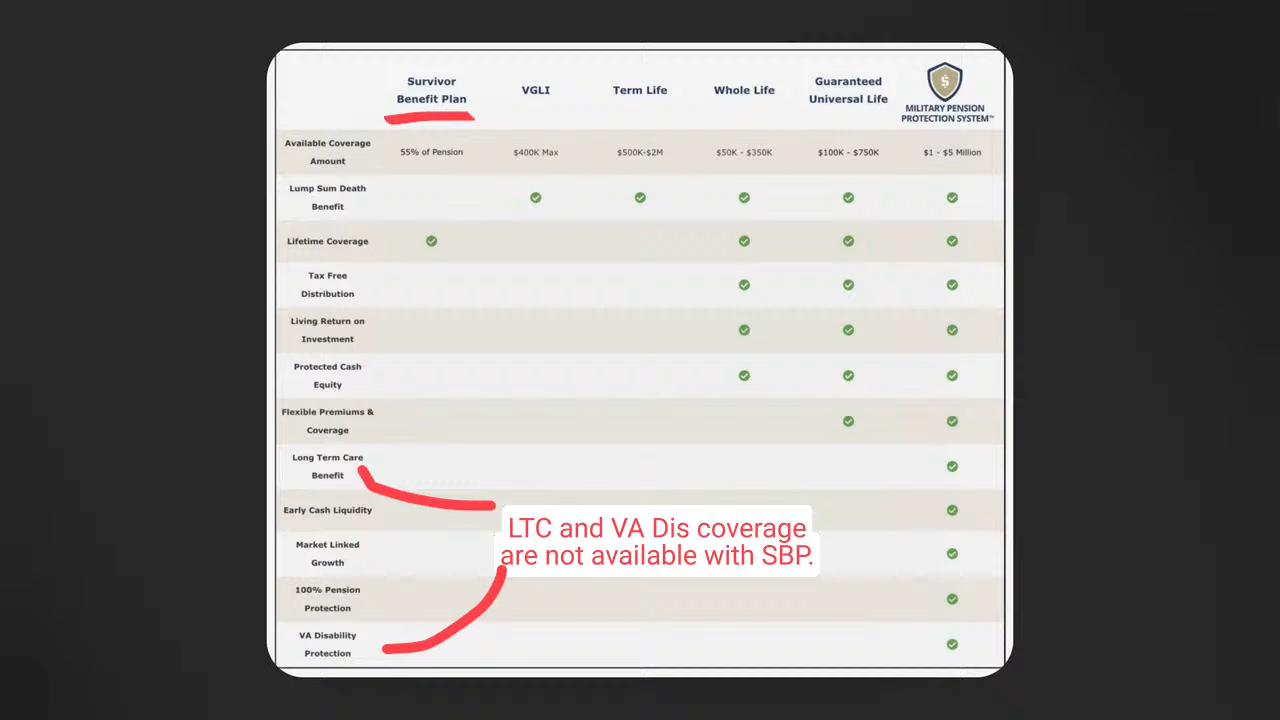 Survivor
Benefit Plan
VGLI
Term Life
Whole Life
Guaranteed
Universal Life
$
MILITARY PENSION
PROTECTION SYSTEM™
Available Coverage
Amount
55% of Pension
$400K Max
$500K-$2M
$50K - $350K
$100K - $750K
$1 - $5 Million
Lump Sum Death
Benefit
Lifetime Coverage
Tax Free
Distribution
Living Return on
Investment
Protected Cash
Equity
Flexible Premiums &
Coverage
Long Term Care
Benefit
Early Cash Liquidity
LTC and VA Dis coverage
are not available with SBP.
Market Linked
Growth
100% Pension
Protection
VA Disability
Protection